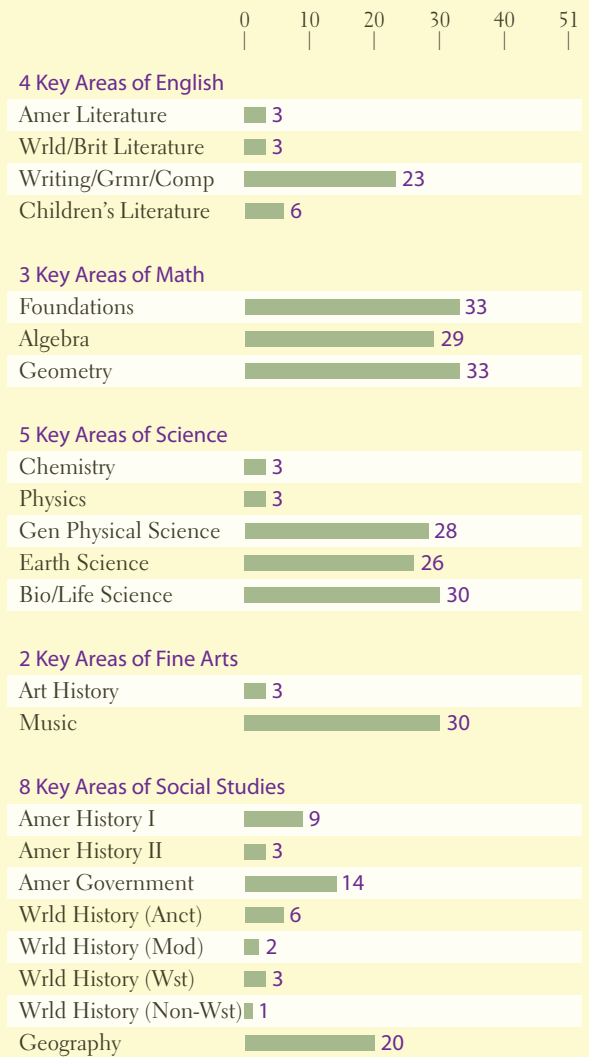 0 10 20 30 40 51
4 Key Areas of English
Amer Literature 3
Wrld/Brit Literature 3
Writing/Grmr/Comp 23
Children's Literature 6
3 Key Areas of Math
Foundations 33
Algebra 29
Geometry 33
5 Key Areas of Science
Chemistry 3
Physics 3
Gen Physical Science 28
Earth Science 26
Bio/Life Science 30
2 Key Areas of Fine Arts
Art History 3
Music 30
8 Key Areas of Social Studies
Amer History I 9
Amer History II 3
Amer Government 14
Wrld History (Anct) 6
Wrld History (Mod) 2
Wrld History (Wst) 3
Wrld History (Non-Wst) 1
Geography 20